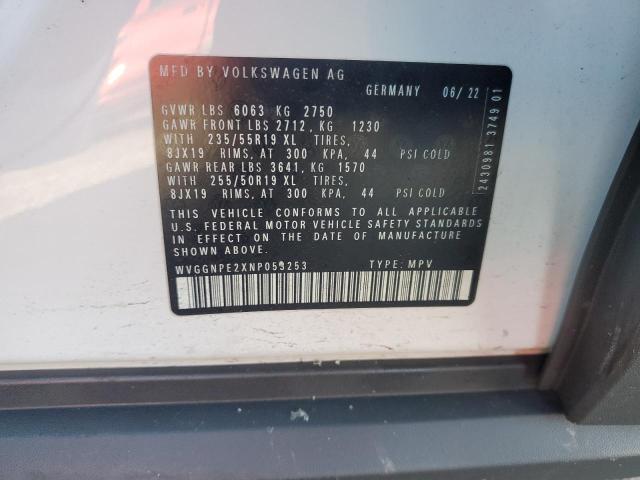 MFD BY VOLKSWAGEN AG
GERMANY 06/22
GVWR LBS 6063 KG 2750
GAWR FRONT LBS 2712, KG 1230
WITH 235/55R19 XL TIRES,
8JX19 RIMS, AT 300 KPA, 44 PSI COLD
GAWR REAR LBS 3641, KG 1570
WITH 255/50R19 XL TIRES,
8JX19 RIMS, AT 300 KPA, 44 PSI COLD
THIS VEHICLE CONFORMS TO ALL APPLICABLE
U.S. FEDERAL MOTOR VEHICLE SAFETY STANDARDS
IN EFFECT ON THE DATE OF MANUFACTURE
SHOWN ABOVE.
WVGGNPE2XNP059253 TYPE: MPV
2430981 3749 01